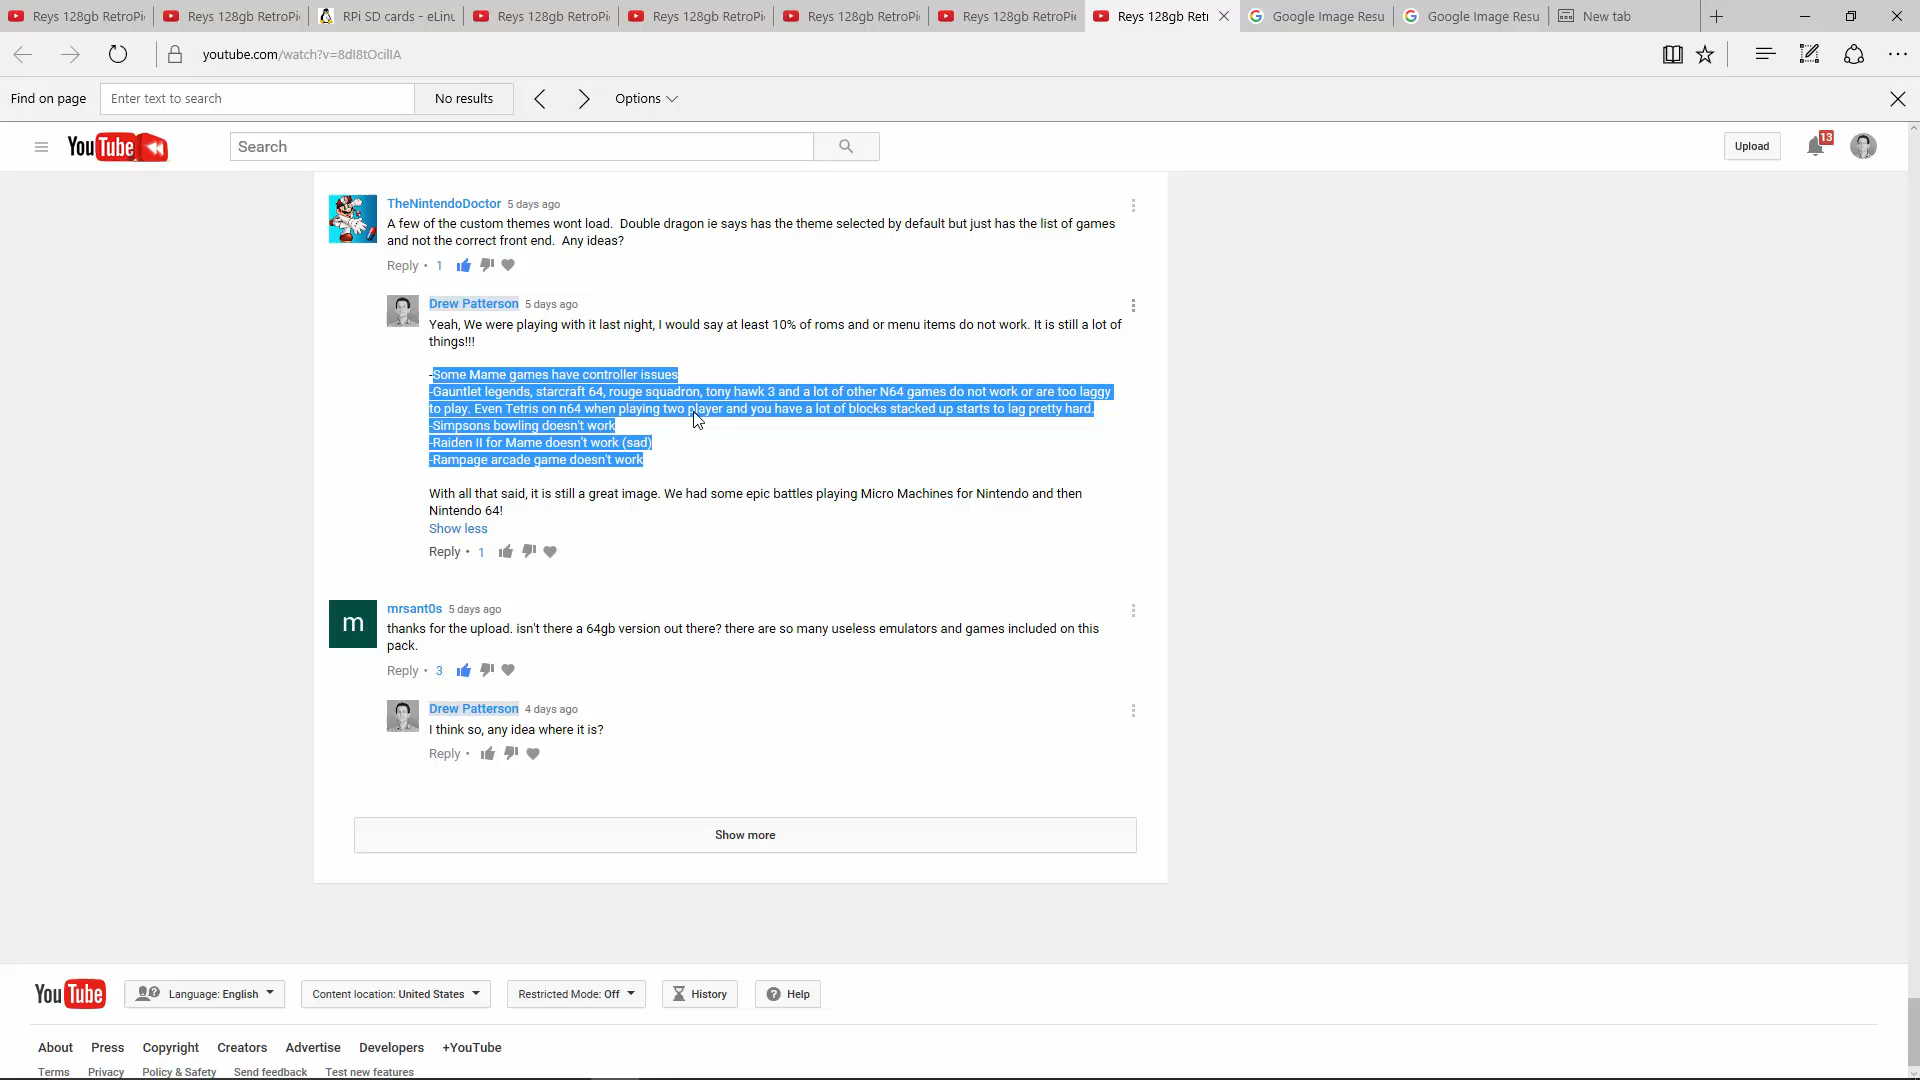 Reys 128gb RetroPi
Reys 128gb RetroPi
RPi SD cards - eLinu
Reys 128gb RetroPi
Reys 128gb RetroPi
Reys 128gb RetroPi
Reys 128gb RetroPie
Reys 128gb Retr
Google Image Resu
Google Image Resu
New tab
youtube.com/watch?v=8dI8tOcilIA
Find on page
Enter text to search
No results
Options
YouTube
Search
Upload
13
TheNintendoDoctor 5 days ago
A few of the custom themes wont load.  Double dragon ie says has the theme selected by default but just has the list of games
and not the correct front end.  Any ideas?
Reply • 1
Drew Patterson 5 days ago
Yeah, We were playing with it last night, I would say at least 10% of roms and or menu items do not work. It is still a lot of
things!!!
-Some Mame games have controller issues
-Gauntlet legends, starcraft 64, rouge squadron, tony hawk 3 and a lot of other N64 games do not work or are too laggy
to play. Even Tetris on n64 when playing two player and you have a lot of blocks stacked up starts to lag pretty hard.
-Simpsons bowling doesn't work
-Raiden II for Mame doesn't work (sad)
-Rampage arcade game doesn't work
With all that said, it is still a great image. We had some epic battles playing Micro Machines for Nintendo and then
Nintendo 64!
Show less
Reply • 1
m
mrsant0s 5 days ago
thanks for the upload. isn't there a 64gb version out there? there are so many useless emulators and games included on this
pack.
Reply • 3
Drew Patterson 4 days ago
I think so, any idea where it is?
Reply •
Show more
YouTube
Language: English
Content location: United States
Restricted Mode: Off
History
Help
About Press Copyright Creators Advertise Developers +YouTube
Terms Privacy Policy & Safety Send feedback Test new features